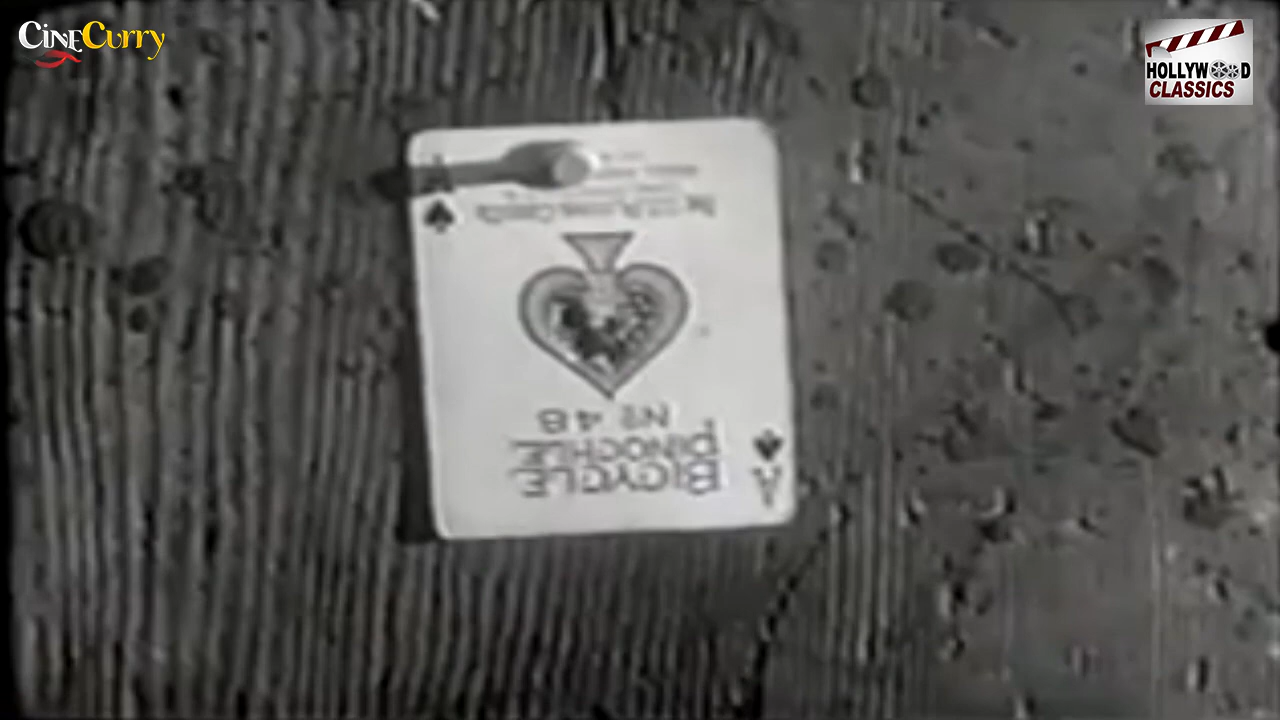 CINECURRY
HOLLYWOOD
CLASSICS
A
BICYCLE
PINOCHLE
Nº 48
A